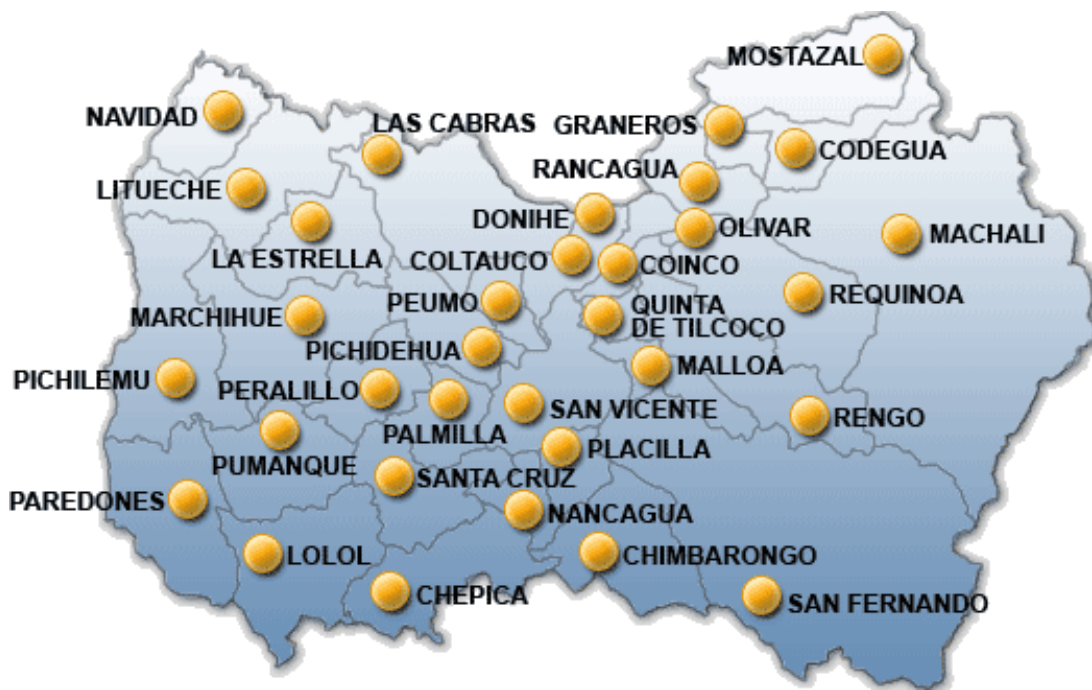 MOSTAZAL
NAVIDAD
LAS CABRAS
GRANEROS
CODEGUA
RANCAGUA
LITUECHE
DONIHE
OLIVAR
MACHALI
LA ESTRELLA
COLTAUCO
COINCO
PEUMO
QUINTA
DE TILCOCO
REQUINOA
MARCHIHUE
PICHIDEHUA
MALLOA
PICHILEMU
PERALILLO
SAN VICENTE
RENGO
PALMILLA
PLACILLA
PUMANQUE
SANTA CRUZ
PAREDONES
NANCAGUA
LOLOL
CHIMBARONGO
CHEPICA
SAN FERNANDO